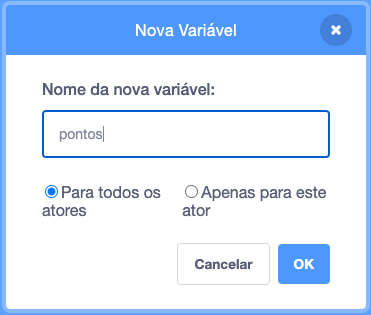 Nova Variável
Nome da nova variável:
pontos
Para todos os atores
Apenas para este ator
Cancelar
OK